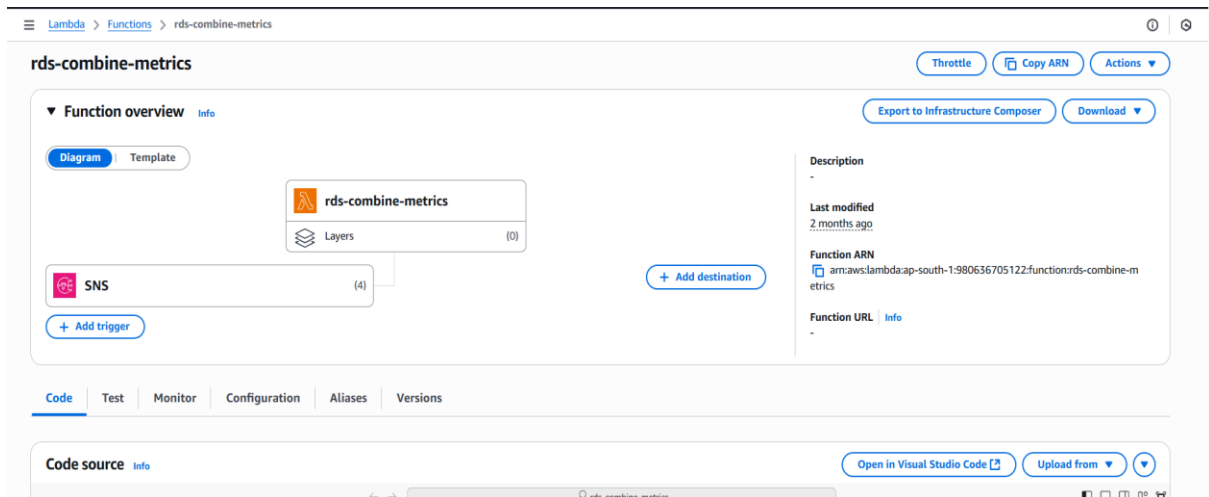 Lambda > Functions > rds-combine-metrics
rds-combine-metrics
Throttle
Copy ARN
Actions
Function overview Info
Export to Infrastructure Composer
Download
Diagram
Template
rds-combine-metrics
Layers
(0)
SNS
(4)
+ Add trigger
+ Add destination
Description
-
Last modified
2 months ago
Function ARN
arn:aws:lambda:ap-south-1:980636705122:function:rds-combine-m
etrics
Function URL Info
-
Code
Test
Monitor
Configuration
Aliases
Versions
Code source Info
Open in Visual Studio Code
Upload from
rds-combine-metrics